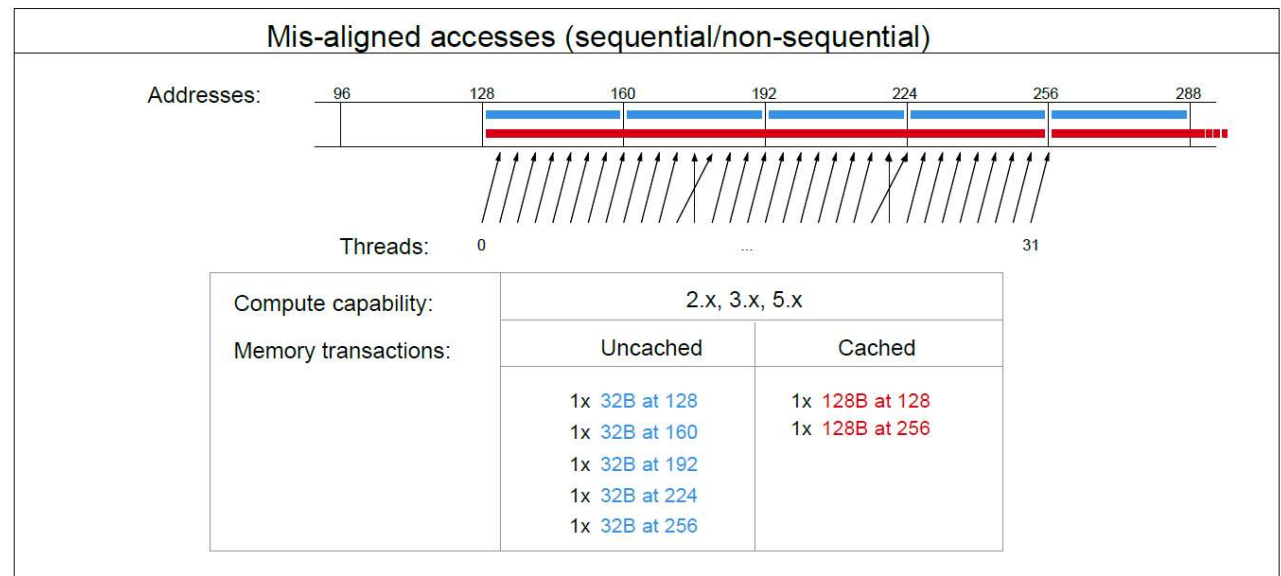 Mis-aligned accesses (sequential/non-sequential)
Addresses: 96 128 160 192 224 256 288
Threads: 0 ... 31
Compute capability: 2.x, 3.x, 5.x
Memory transactions: Uncached Cached
1x 32B at 128 1x 128B at 128
1x 32B at 160 1x 128B at 256
1x 32B at 192
1x 32B at 224
1x 32B at 256